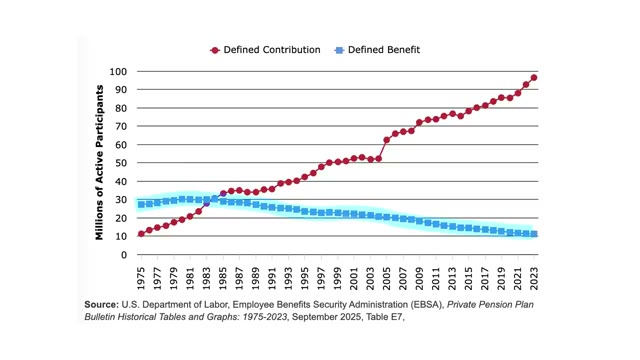 Defined Contribution Defined Benefit
Millions of Active Participants
100
90
80
70
60
50
40
30
20
10
0
1975 1977 1979 1981 1983 1985 1987 1989 1991 1993 1995 1997 1999 2001 2003 2005 2007 2009 2011 2013 2015 2017 2019 2021 2023
Source: U.S. Department of Labor, Employee Benefits Security Administration (EBSA), Private Pension Plan
Bulletin Historical Tables and Graphs: 1975-2023, September 2025, Table E7,